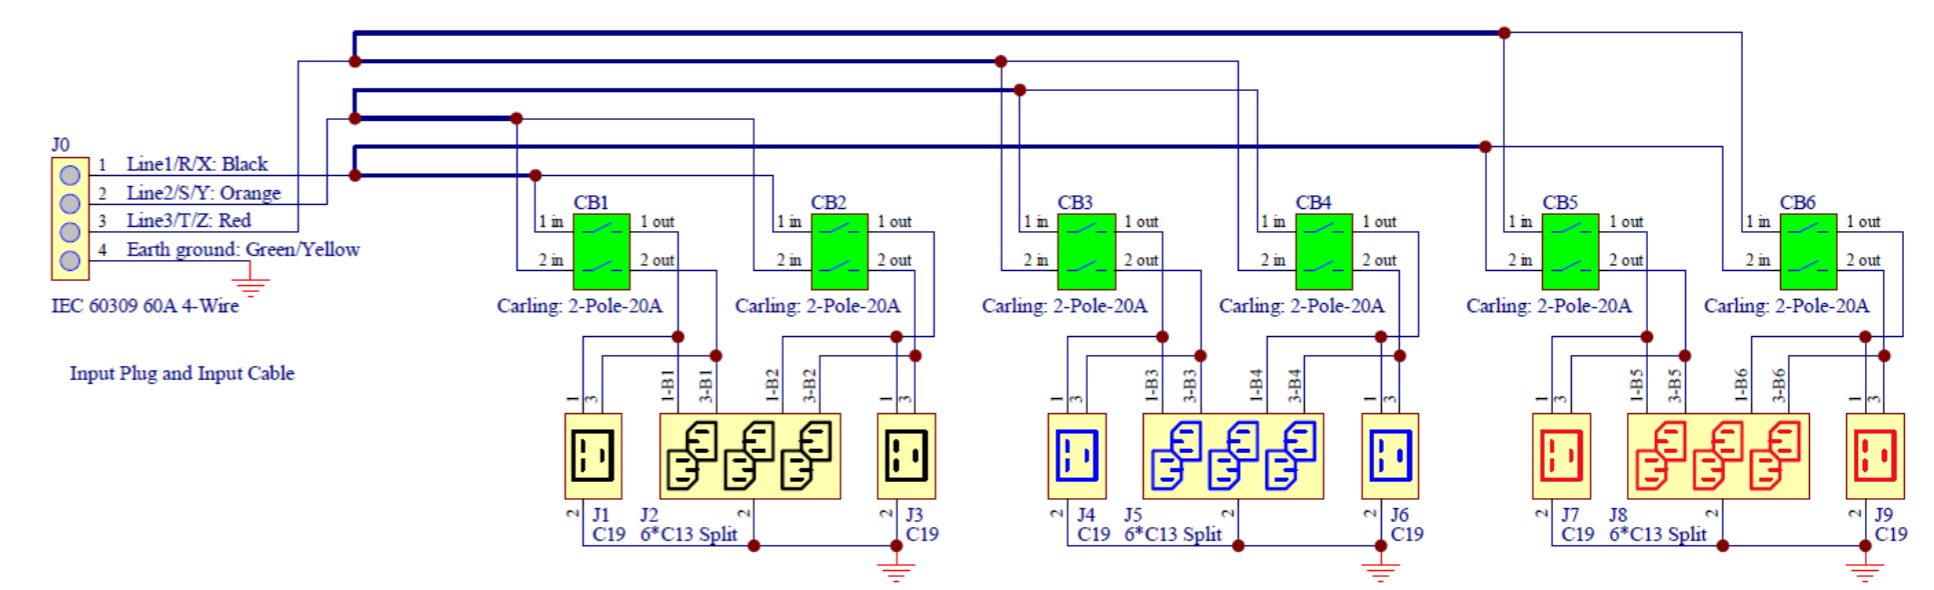 J0
1 Line1/R/X: Black
2 Line2/S/Y: Orange
3 Line3/T/Z: Red
4 Earth ground: Green/Yellow
IEC 60309 60A 4-Wire
Input Plug and Input Cable
CB1
1 in 1 out
2 in 2 out
Carling: 2-Pole-20A
CB2
1 in 1 out
2 in 2 out
Carling: 2-Pole-20A
CB3
1 in 1 out
2 in 2 out
Carling: 2-Pole-20A
CB4
1 in 1 out
2 in 2 out
Carling: 2-Pole-20A
CB5
1 in 1 out
2 in 2 out
Carling: 2-Pole-20A
CB6
1 in 1 out
2 in 2 out
Carling: 2-Pole-20A
1
3
1-B1
3-B1
1-B2
3-B2
1
3
1
3
1-B3
3-B3
1-B4
3-B4
1
3
1
3
1-B5
3-B5
1-B6
3-B6
1
3
2 J1
C19
J2 2
6*C13 Split
2 J3
C19
2 J4
C19
J5 2
6*C13 Split
2 J6
C19
2 J7
C19
J8 2
6*C13 Split
2 J9
C19